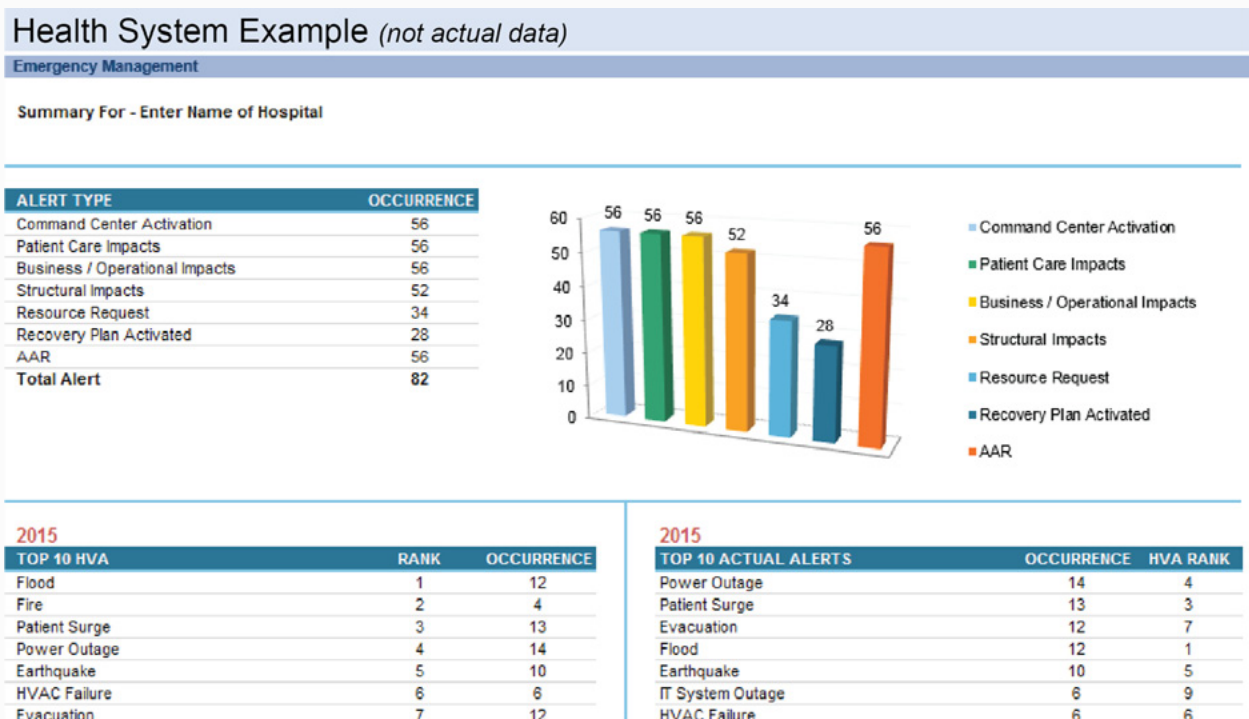 Health System Example (not actual data)
Emergency Management
Summary For - Enter Name of Hospital
ALERT TYPE OCCURRENCE
Command Center Activation 56
Patient Care Impacts 56
Business / Operational Impacts 56
Structural Impacts 52
Resource Request 34
Recovery Plan Activated 28
AAR 56
Total Alert 82
60
50
40
30
20
10
0
56 56 56 52 34 28 56
Command Center Activation
Patient Care Impacts
Business / Operational Impacts
Structural Impacts
Resource Request
Recovery Plan Activated
AAR
2015
TOP 10 HVA RANK OCCURRENCE
Flood 1 12
Fire 2 4
Patient Surge 3 13
Power Outage 4 14
Earthquake 5 10
HVAC Failure 6 6
Evacuation 7 12
2015
TOP 10 ACTUAL ALERTS OCCURRENCE HVA RANK
Power Outage 14 4
Patient Surge 13 3
Evacuation 12 7
Flood 12 1
Earthquake 10 5
IT System Outage 6 9
HVAC Failure 6 6